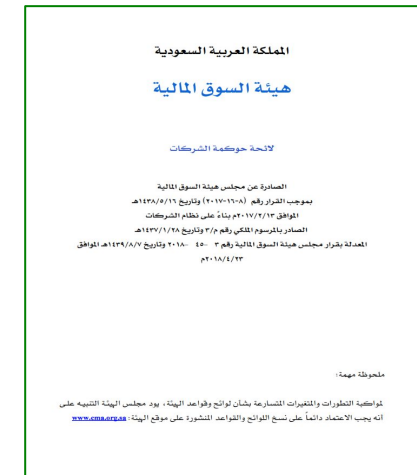 المملكة العربية السعودية
هيئة السوق المالية
لائحة حوكمة الشركات
الصادرة عن مجلس هيئة السوق المالية
بموجب القرار رقم (٨-١٦-٢٠١٧) وتاريخ ١٤٣٨/٥/١٦هـ
الموافق ٢٠١٧/٢/١٣م بناءً على نظام الشركات
الصادر بالمرسوم الملكي رقم م/٣ وتاريخ ١٤٣٧/١/٢٨هـ
المعدلة بقرار مجلس هيئة السوق المالية رقم ٣ -٤٥ -٢٠١٨ وتاريخ ١٤٣٩/٨/٧هـ الموافق
٢٠١٨/٤/٢٣م
ملحوظة مهمة:
لمواكبة التطورات والمتغيرات المتسارعة بشأن لوائح وقواعد الهيئة، يود مجلس الهيئة التنبيه على
أنه يجب الاعتماد دائماً على نسخ اللوائح والقواعد المنشورة على موقع الهيئة: www.cma.org.sa